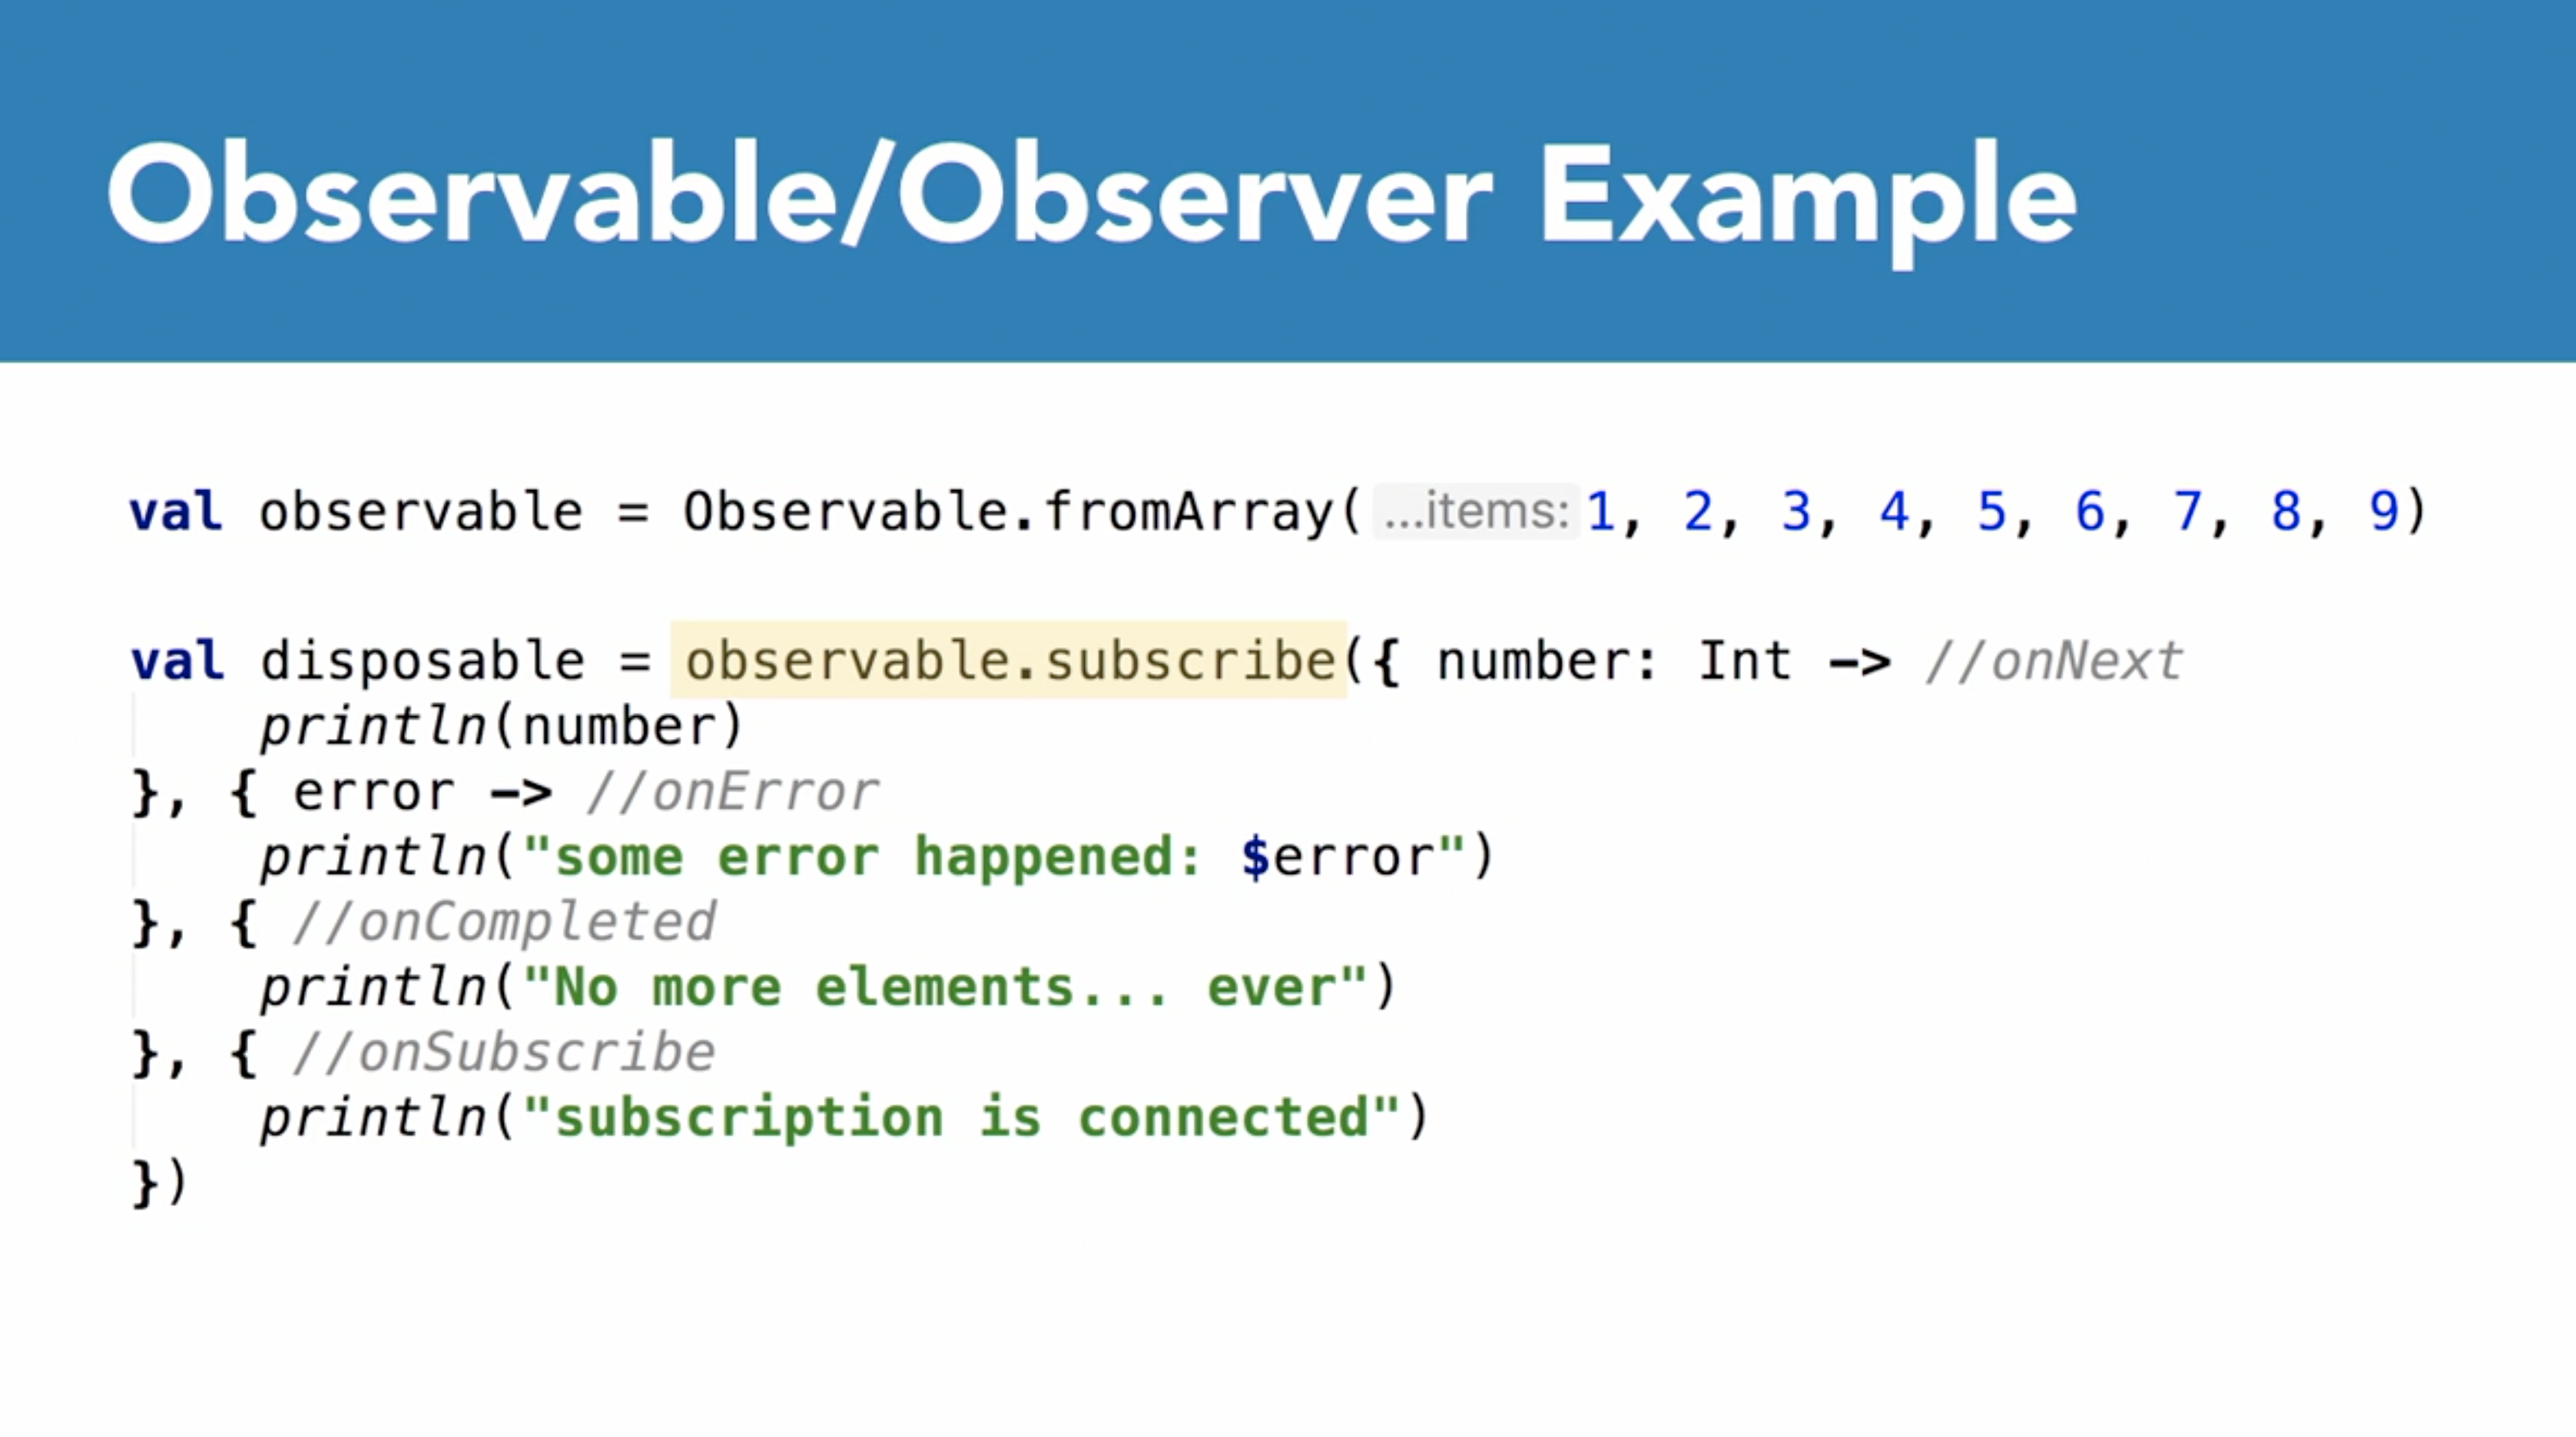 Observable/Observer Example
val observable = Observable.fromArray( ...items: 1, 2, 3, 4, 5, 6, 7, 8, 9)
val disposable = observable.subscribe({ number: Int -> //onNext
    println(number)
}, { error -> //onError
    println("some error happened: $error")
}, { //onCompleted
    println("No more elements... ever")
}, { //onSubscribe
    println("subscription is connected")
})